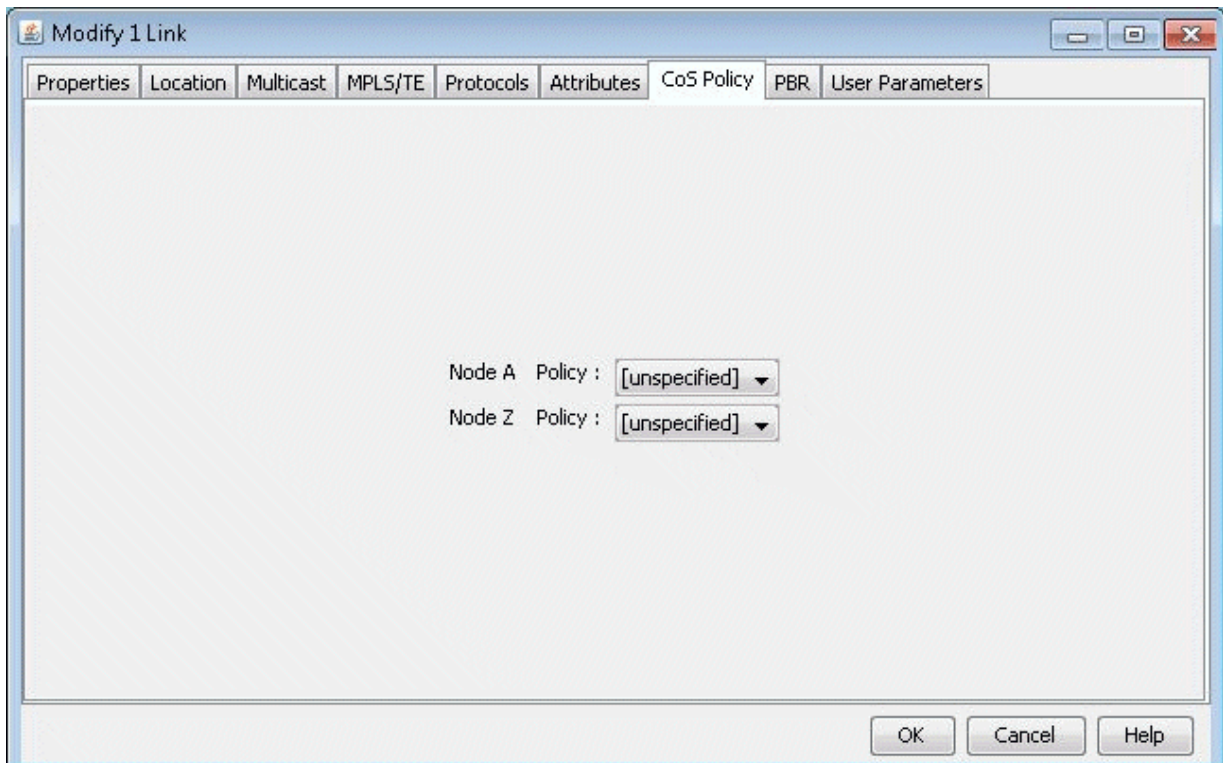 Modify 1 Link
Properties Location Multicast MPLS/TE Protocols Attributes CoS Policy PBR User Parameters
Node A Policy : [unspecified]
Node Z Policy : [unspecified]
OK Cancel Help